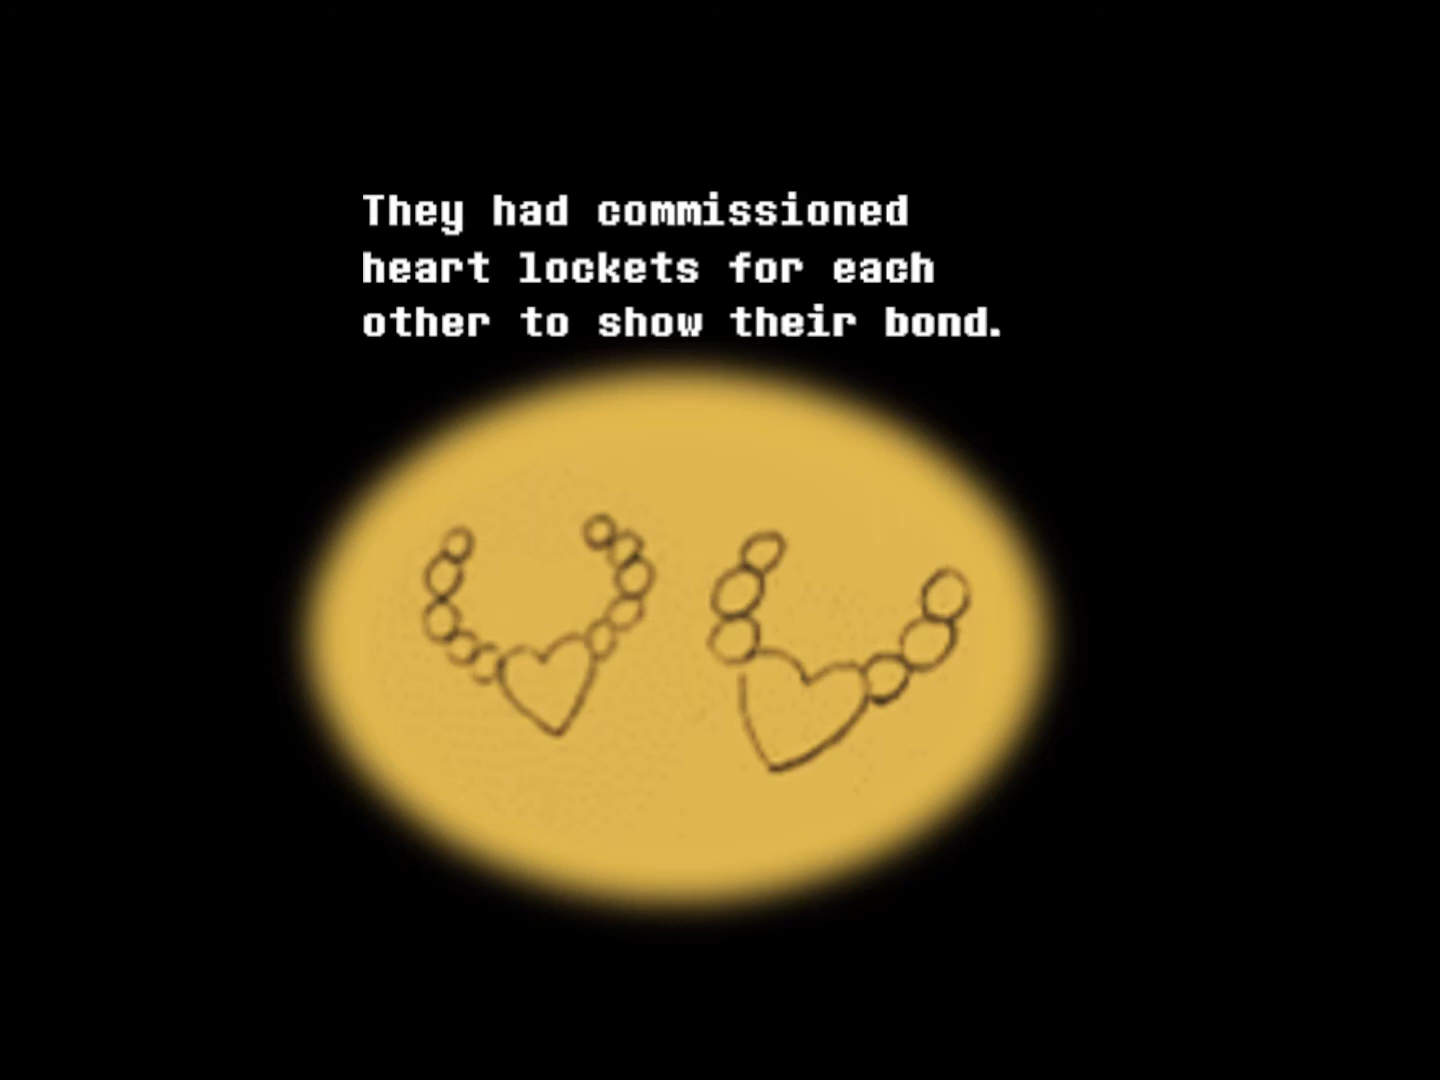 They had commissioned
heart lockets for each
other to show their bond.